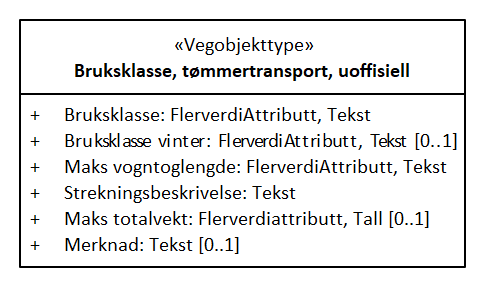 «Vegobjekttype»
Bruksklasse, tømmertransport, uoffisiell
+ Bruksklasse: FlerverdiAttributt, Tekst
+ Bruksklasse vinter: FlerverdiAttributt, Tekst [0..1]
+ Maks vogntoglengde: FlerverdiAttributt, Tekst
+ Strekningsbeskrivelse: Tekst
+ Maks totalvekt: Flerverdiattributt, Tall [0..1]
+ Merknad: Tekst [0..1]